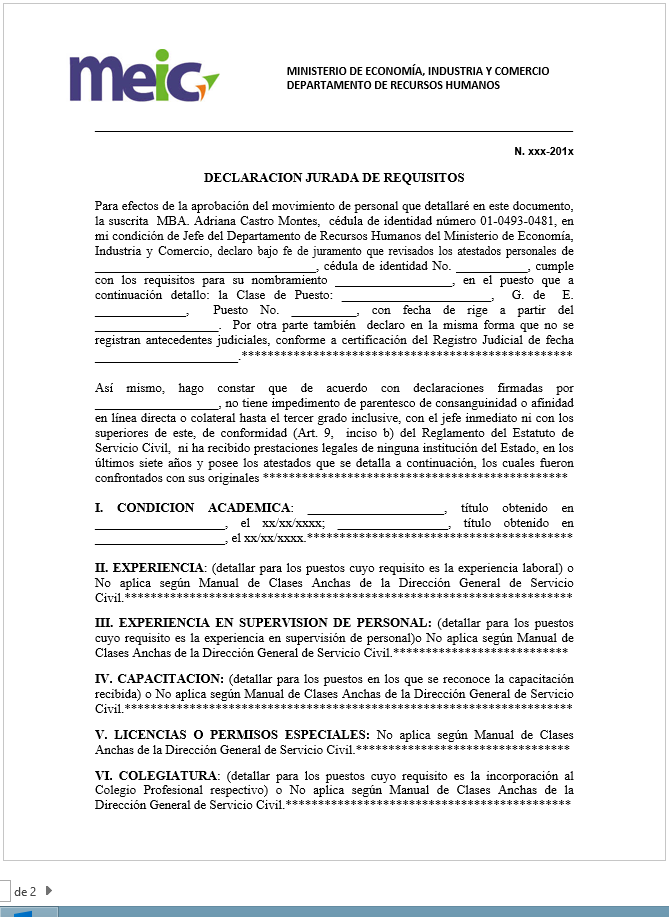 meic
MINISTERIO DE ECONOMÍA, INDUSTRIA Y COMERCIO
DEPARTAMENTO DE RECURSOS HUMANOS
N. xxx-201x
DECLARACION JURADA DE REQUISITOS
Para efectos de la aprobación del movimiento de personal que detallaré en este documento,
la suscrita MBA. Adriana Castro Montes, cédula de identidad número 01-0493-0481, en
mi condición de Jefe del Departamento de Recursos Humanos del Ministerio de Economía,
Industria y Comercio, declaro bajo fe de juramento que revisados los atestados personales de
___________________________________, cédula de identidad No. ___________, cumple
con los requisitos para su nombramiento ___________________, en el puesto que a
continuación detallo: la Clase de Puesto: ________________________, G. de E.
______________, Puesto No. __________, con fecha de rige a partir del
____________________. Por otra parte también declaro en la misma forma que no se
registran antecedentes judiciales, conforme a certificación del Registro Judicial de fecha
_______________________.***************************************************
Así mismo, hago constar que de acuerdo con declaraciones firmadas por
____________________, no tiene impedimento de parentesco de consanguinidad o afinidad
en línea directa o colateral hasta el tercer grado inclusive, con el jefe inmediato ni con los
superiores de este, de conformidad (Art. 9, inciso b) del Reglamento del Estatuto de
Servicio Civil, ni ha recibido prestaciones legales de ninguna institución del Estado, en los
últimos siete años y posee los atestados que se detalla a continuación, los cuales fueron
confrontados con sus originales ***********************************************
I. CONDICION ACADEMICA: ______________________, título obtenido en
_____________________, el xx/xx/xxxx; __________________, título obtenido en
_____________________, el xx/xx/xxxx.*****************************************
II. EXPERIENCIA: (detallar para los puestos cuyo requisito es la experiencia laboral) o
No aplica según Manual de Clases Anchas de la Dirección General de Servicio
Civil.*********************************************************************
III. EXPERIENCIA EN SUPERVISION DE PERSONAL: (detallar para los puestos
cuyo requisito es la experiencia en supervisión de personal)o No aplica según Manual de
Clases Anchas de la Dirección General de Servicio Civil.***************************
IV. CAPACITACION: (detallar para los puestos en los que se reconoce la capacitación
recibida) o No aplica según Manual de Clases Anchas de la Dirección General de Servicio
Civil.*********************************************************************
V. LICENCIAS O PERMISOS ESPECIALES: No aplica según Manual de Clases
Anchas de la Dirección General de Servicio Civil.*********************************
VI. COLEGIATURA: (detallar para los puestos cuyo requisito es la incorporación al
Colegio Profesional respectivo) o No aplica según Manual de Clases Anchas de la
Dirección General de Servicio Civil.********************************************
de 2